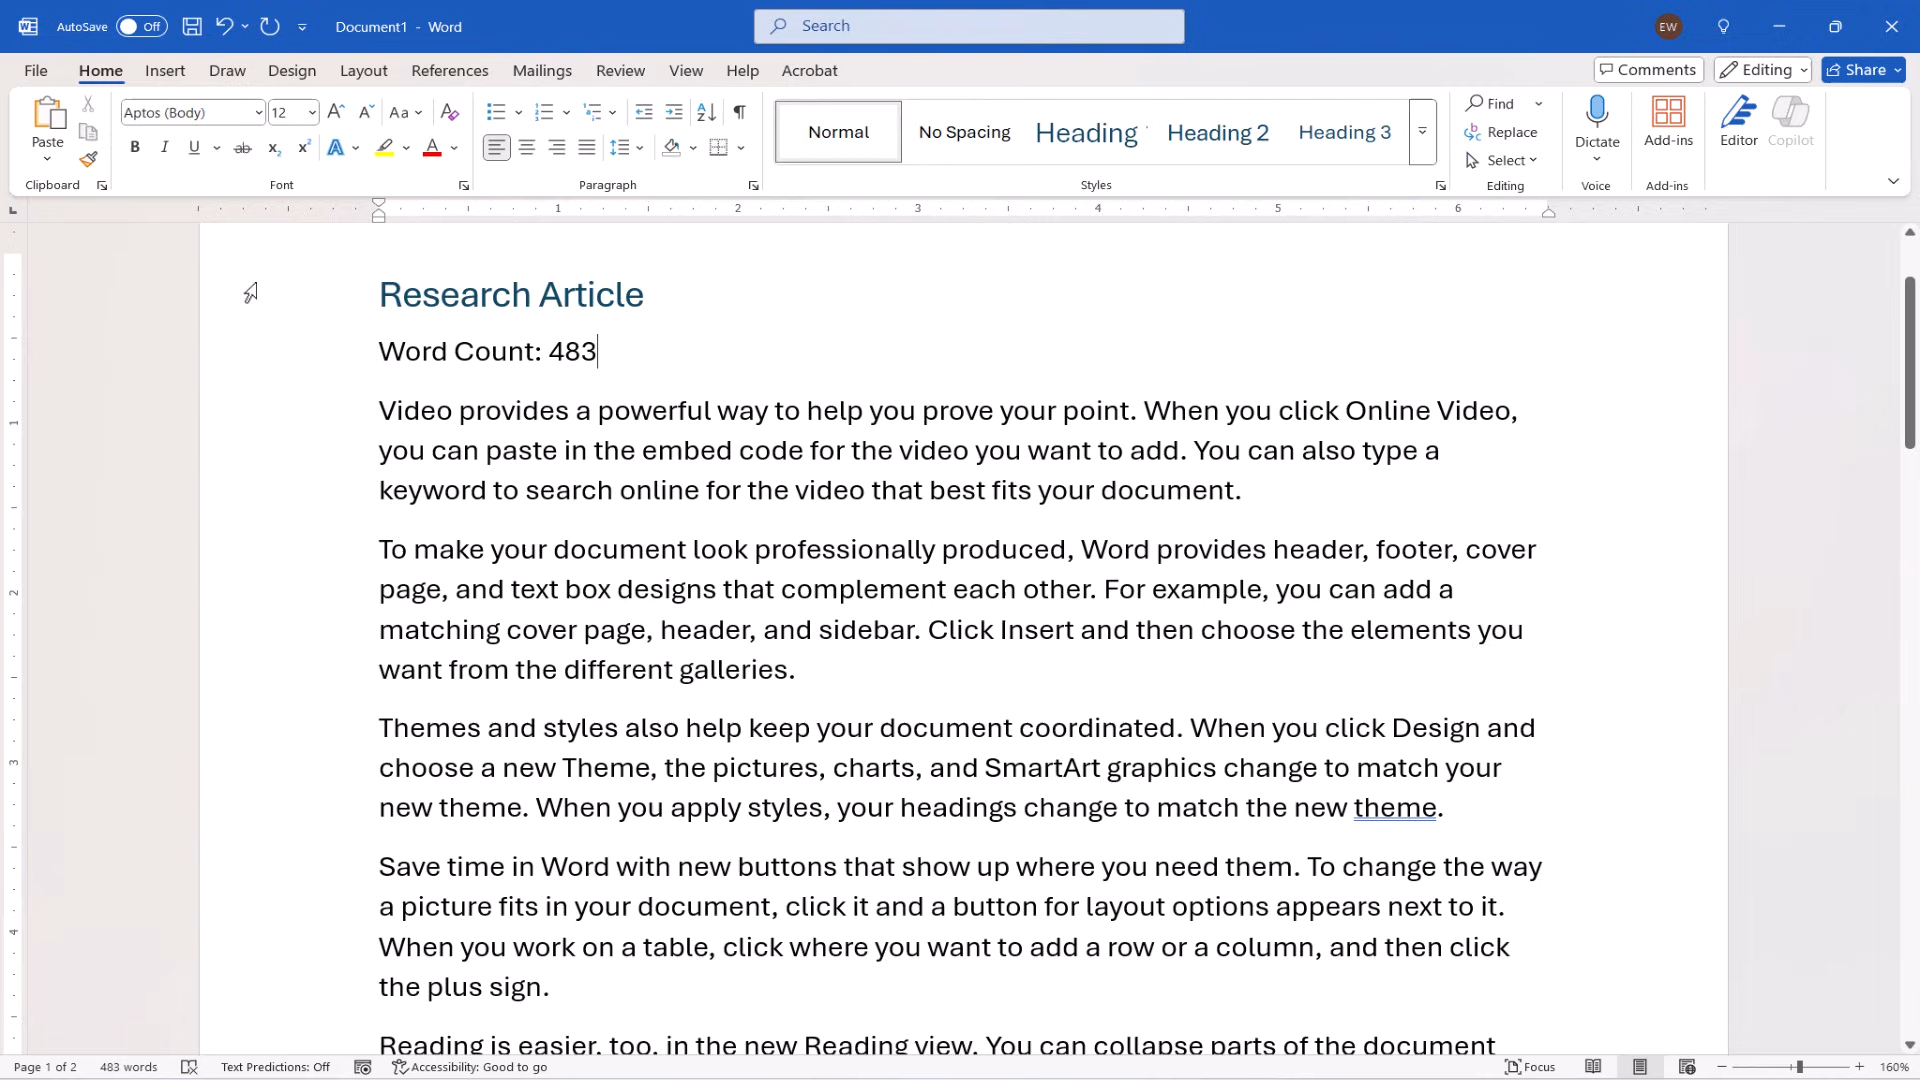 AutoSave Off Document1 - Word Search EW
File Home Insert Draw Design Layout References Mailings Review View Help Acrobat Comments Editing Share
Paste Aptos (Body) 12 Aa Normal No Spacing Heading Heading 2 Heading 3 Find Replace Select Dictate Add-ins Editor Copilot
Clipboard Font Paragraph Styles Editing Voice Add-ins
1 2 3 4 5 6
Research Article
Word Count: 483
Video provides a powerful way to help you prove your point. When you click Online Video,
you can paste in the embed code for the video you want to add. You can also type a
keyword to search online for the video that best fits your document.
To make your document look professionally produced, Word provides header, footer, cover
page, and text box designs that complement each other. For example, you can add a
matching cover page, header, and sidebar. Click Insert and then choose the elements you
want from the different galleries.
Themes and styles also help keep your document coordinated. When you click Design and
choose a new Theme, the pictures, charts, and SmartArt graphics change to match your
new theme. When you apply styles, your headings change to match the new theme.
Save time in Word with new buttons that show up where you need them. To change the way
a picture fits in your document, click it and a button for layout options appears next to it.
When you work on a table, click where you want to add a row or a column, and then click
the plus sign.
Reading is easier, too, in the new Reading view. You can collapse parts of the document
Page 1 of 2 483 words Text Predictions: Off Accessibility: Good to go Focus 160%